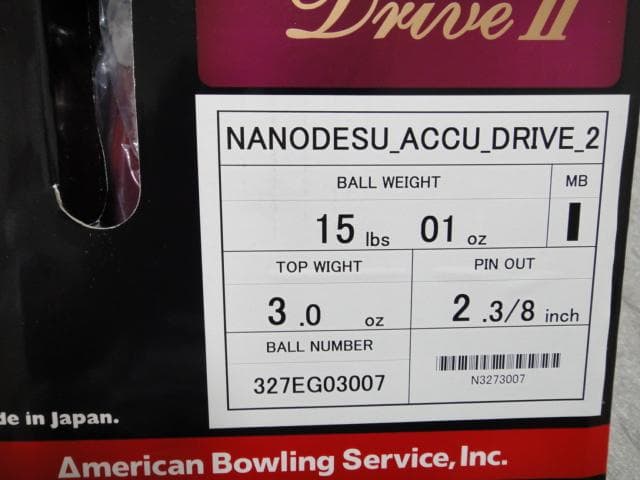 Drive II
NANODESU_ACCU_DRIVE_2
BALL WEIGHT MB
15 lbs 01 oz I
TOP WIGHT PIN OUT
3 .0 oz 2 .3/8 inch
BALL NUMBER
327EG03007 N3273007
de in Japan.
American Bowling Service, Inc.